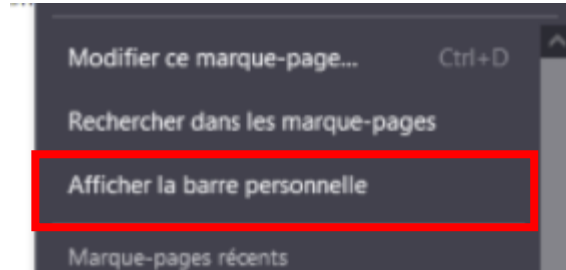 Modifier ce marque-page... Ctrl+D
Rechercher dans les marque-pages
Afficher la barre personnelle
Marque-pages récents